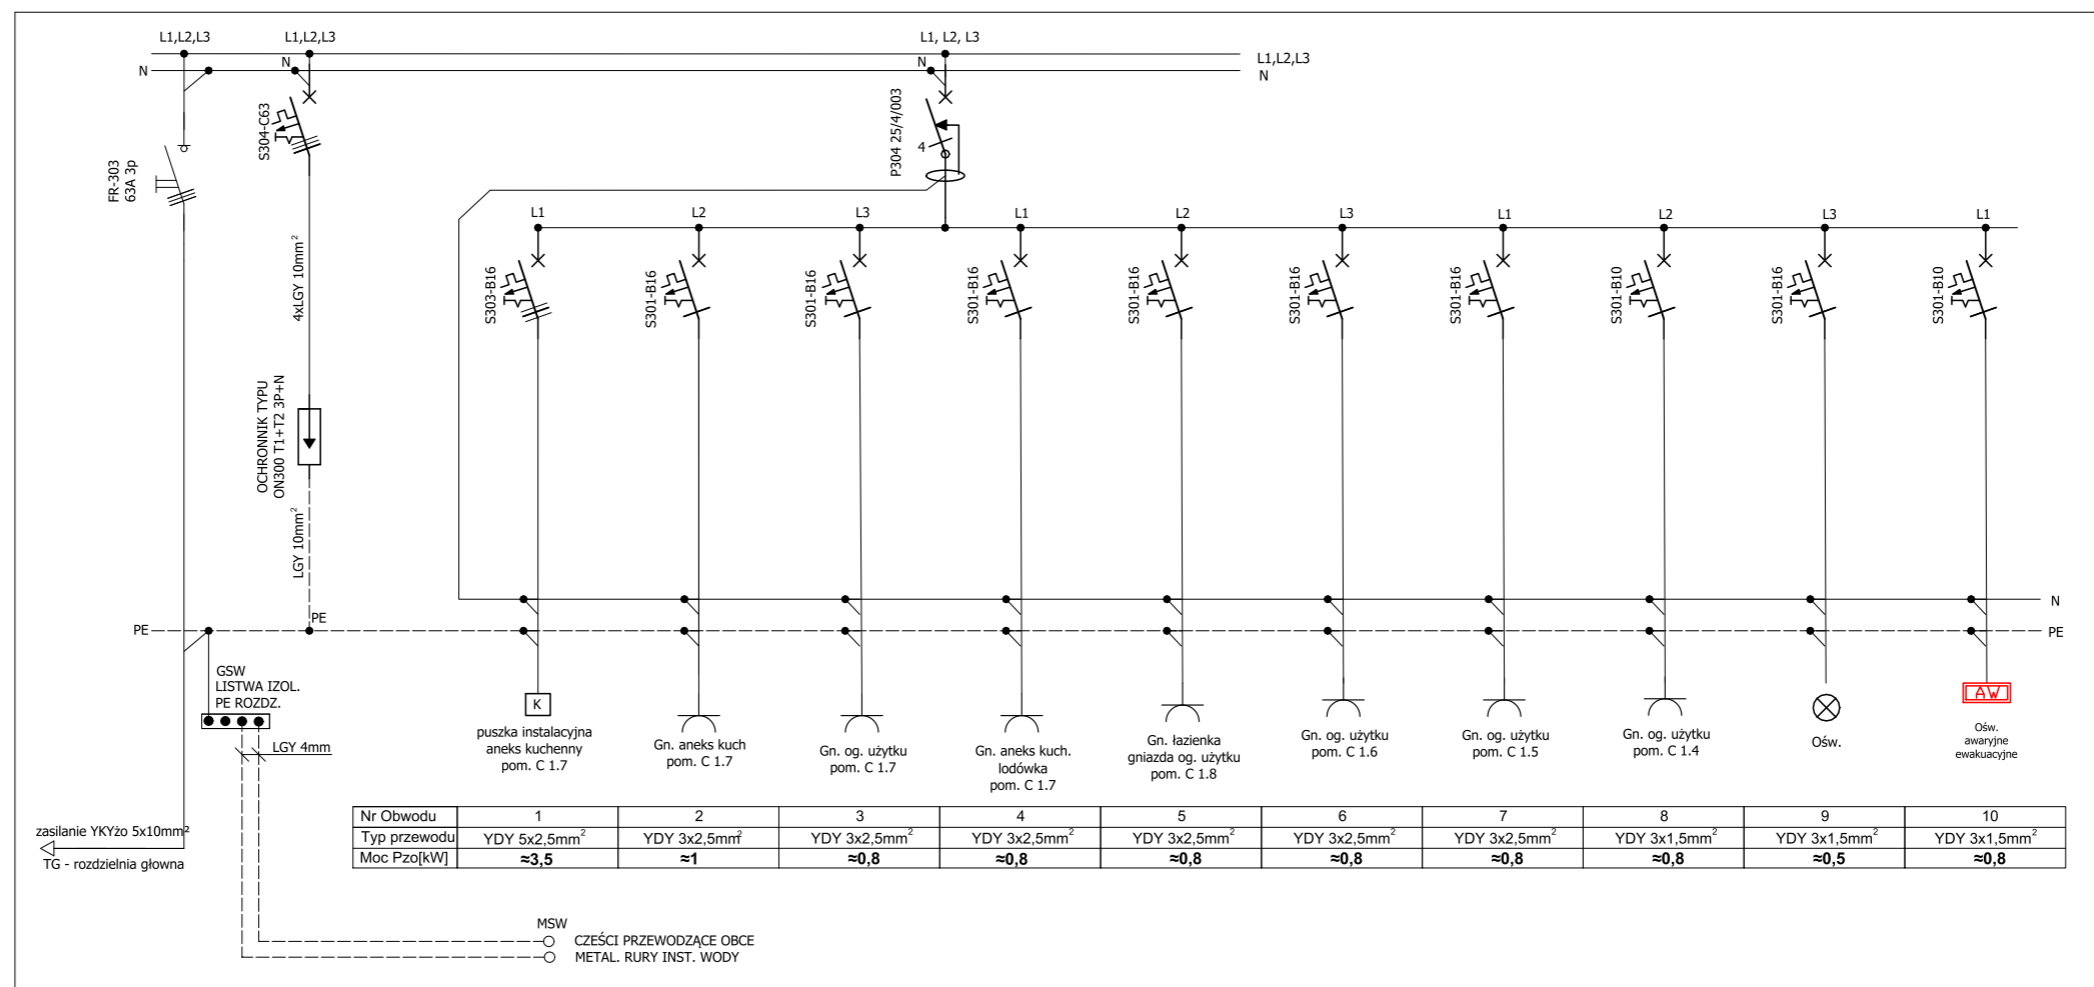 L1,L2,L3
L1,L2,L3
L1, L2, L3
L1,L2,L3
N
N
N
N
FR-303
63A 3p
S304-C63
P304 25/4/003
4
4xLGY 10mm²
OCHRONNIK TYPU
ON300 T1+T2 3P+N
LGY 10mm²
L1
L2
L3
L1
L2
L3
L1
L2
L3
L1
S303-B16
S301-B16
S301-B16
S301-B16
S301-B16
S301-B16
S301-B16
S301-B10
S301-B16
S301-B10
N
PE
PE
PE
GSW
LISTWA IZOL.
PE ROZDZ.
LGY 4mm
K
puszka instalacyjna
aneks kuchenny
pom. C 1.7
Gn. aneks kuch
pom. C 1.7
Gn. og. użytku
pom. C 1.7
Gn. aneks kuch.
lodówka
pom. C 1.7
Gn. łazienka
gniazda og. użytku
pom. C 1.8
Gn. og. użytku
pom. C 1.6
Gn. og. użytku
pom. C 1.5
Gn. og. użytku
pom. C 1.4
Ośw.
AW
Ośw.
awaryjne
ewakuacyjne
Nr Obwodu 1 2 3 4 5 6 7 8 9 10
Typ przewodu YDY 5x2,5mm² YDY 3x2,5mm² YDY 3x2,5mm² YDY 3x2,5mm² YDY 3x2,5mm² YDY 3x2,5mm² YDY 3x2,5mm² YDY 3x1,5mm² YDY 3x1,5mm² YDY 3x1,5mm²
Moc Pzo[kW] ≈3,5 ≈1 ≈0,8 ≈0,8 ≈0,8 ≈0,8 ≈0,8 ≈0,8 ≈0,5 ≈0,8
zasilanie YKYżo 5x10mm²
TG - rozdzielnia głowna
MSW
CZEŚCI PRZEWODZĄCE OBCE
METAL. RURY INST. WODY